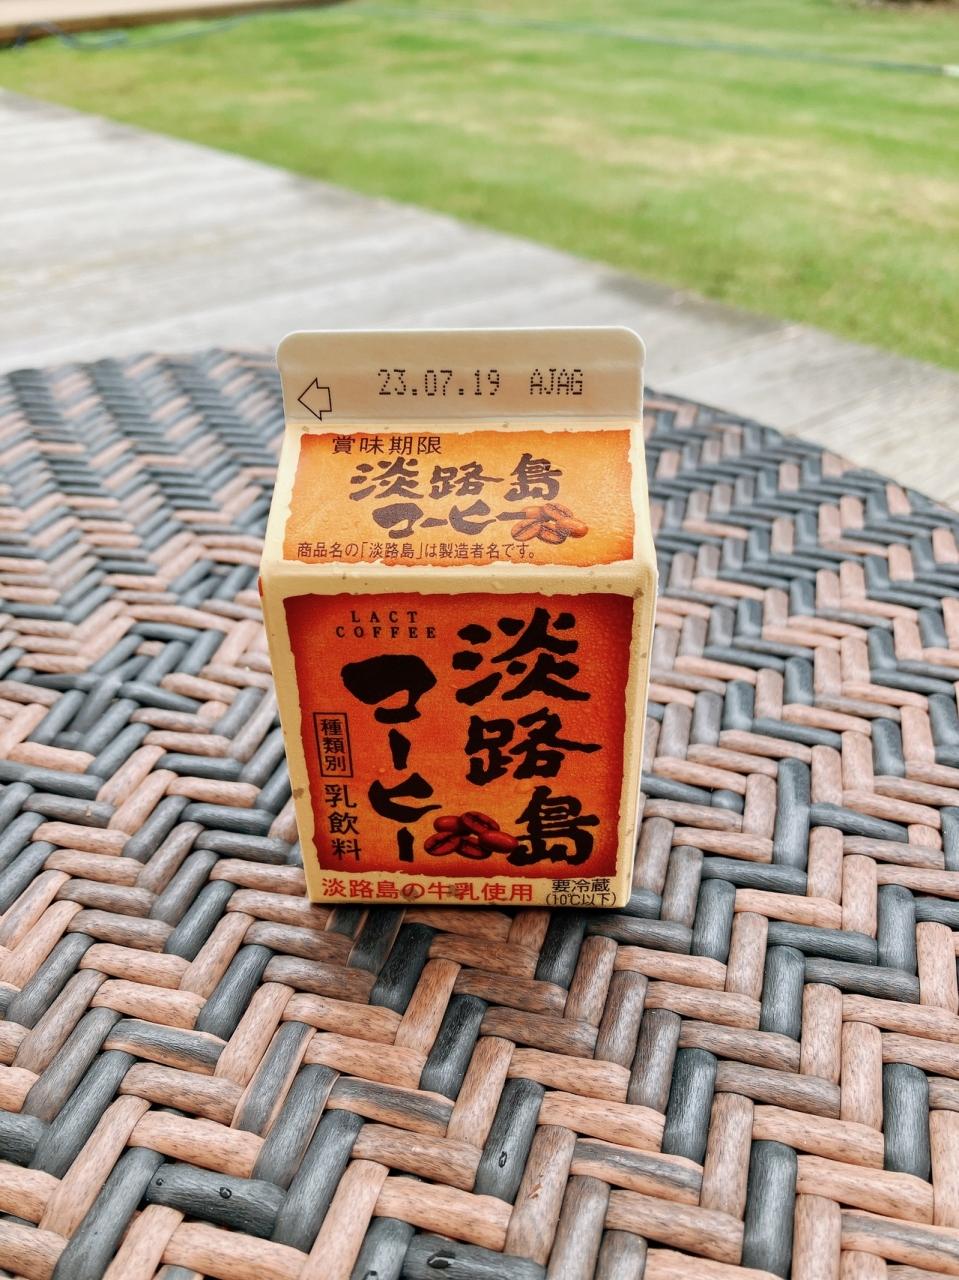 23.07.19 AJAG
賞味期限
淡路島
コーヒー
商品名の「淡路島」は製造者名です。
LACT
COFFEE
淡路島
コーヒー
種類別
乳飲料
淡路島の牛乳使用
要冷蔵
(10℃以下)